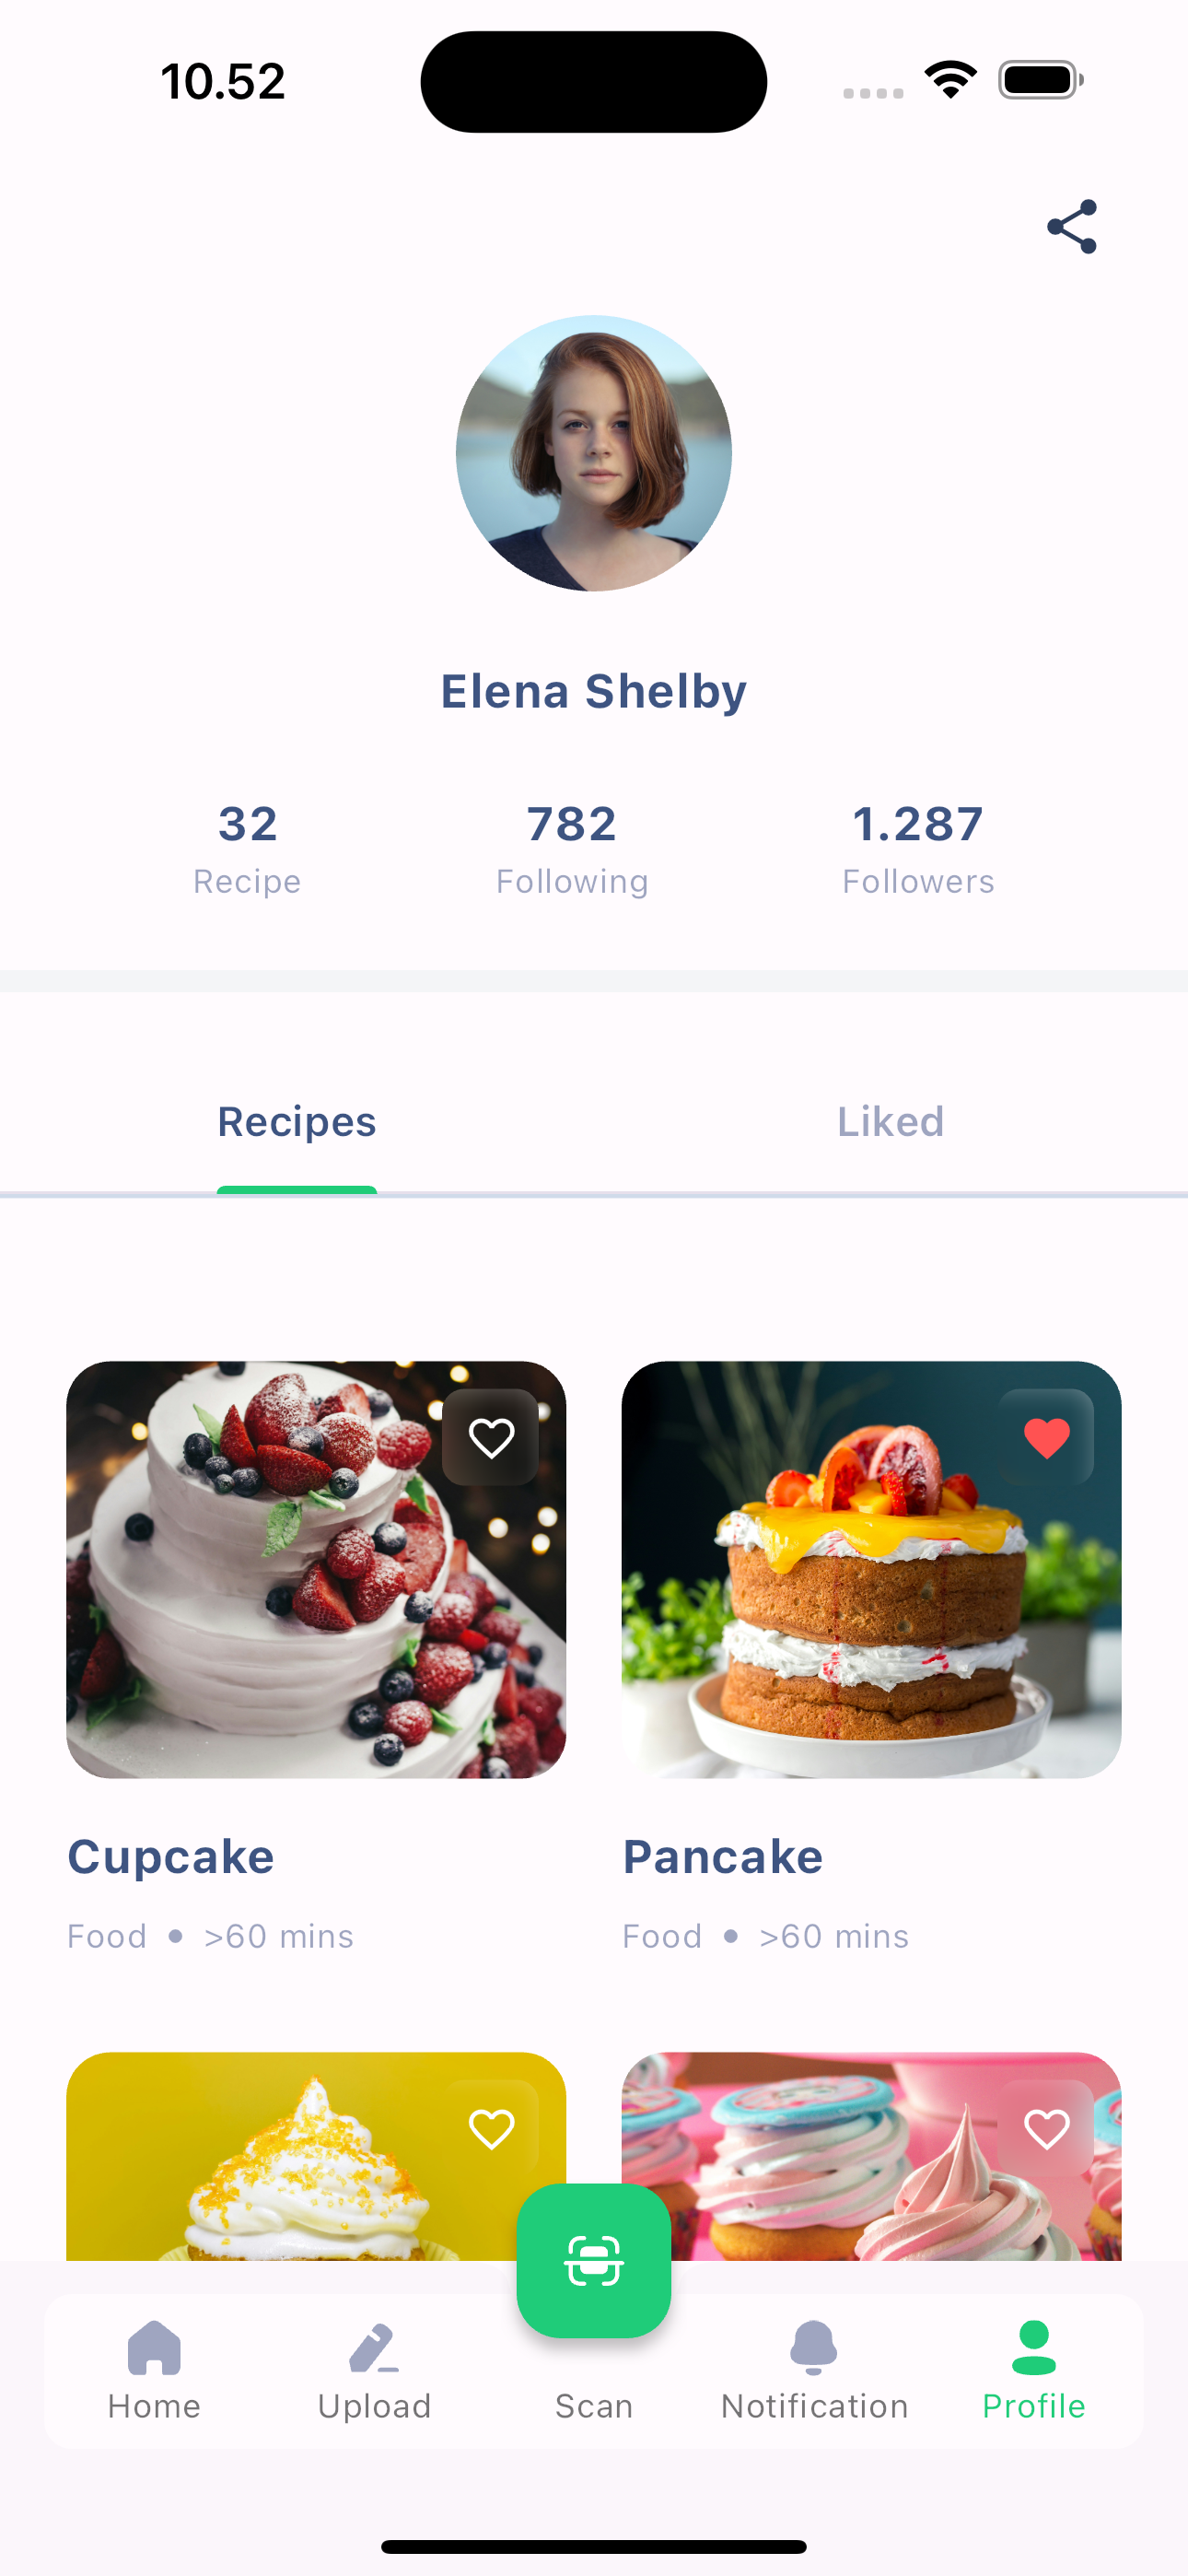 10.52
Elena Shelby
32 782 1.287
Recipe Following Followers
Recipes Liked
Cupcake Pancake
Food • >60 mins Food • >60 mins
Home Upload Scan Notification Profile